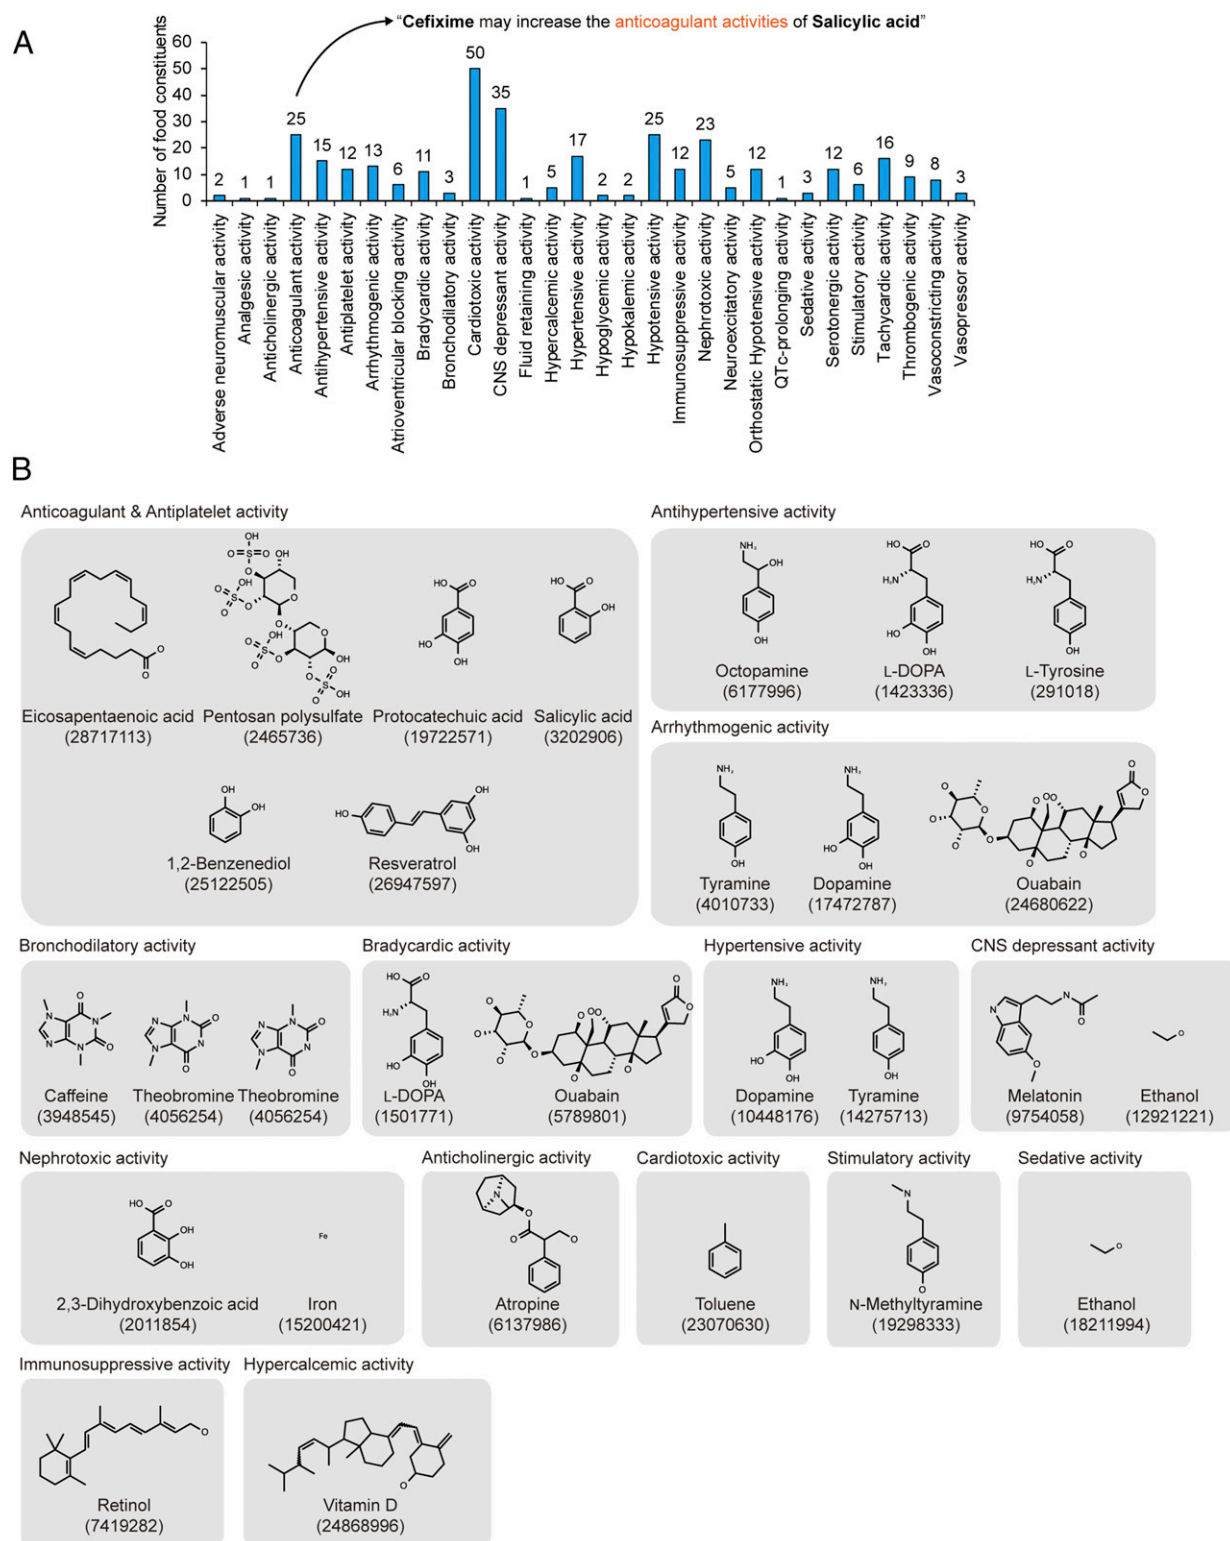 A
“Cefixime may increase the anticoagulant activities of Salicylic acid”
Number of food constituents
60
50
40
30
20
10
0
2
1
1
25
15
12
13
6
11
3
50
35
1
5
17
2
2
25
12
23
5
12
1
3
12
6
16
9
8
3
Adverse neuromuscular activity
Analgesic activity
Anticholinergic activity
Anticoagulant activity
Antihypertensive activity
Antiplatelet activity
Arrhythmogenic activity
Atrioventricular blocking activity
Bradycardic activity
Bronchodilatory activity
Cardiotoxic activity
CNS depressant activity
Fluid retaining activity
Hypercalcemic activity
Hypertensive activity
Hypoglycemic activity
Hypokalemic activity
Hypotensive activity
Immunosuppressive activity
Nephrotoxic activity
Neuroexcitatory activity
Orthostatic Hypotensive activity
QTc-prolonging activity
Sedative activity
Serotonergic activity
Stimulatory activity
Tachycardic activity
Thrombogenic activity
Vasoconstricting activity
Vasopressor activity
B
Anticoagulant & Antiplatelet activity
Eicosapentaenoic acid
(28717113)
Pentosan polysulfate
(2465736)
Protocatechuic acid
(19722571)
Salicylic acid
(3202906)
1,2-Benzenediol
(25122505)
Resveratrol
(26947597)
Antihypertensive activity
Octopamine
(6177996)
L-DOPA
(1423336)
L-Tyrosine
(291018)
Arrhythmogenic activity
Tyramine
(4010733)
Dopamine
(17472787)
Ouabain
(24680622)
Bronchodilatory activity
Caffeine
(3948545)
Theobromine
(4056254)
Theobromine
(4056254)
Bradycardic activity
L-DOPA
(1501771)
Ouabain
(5789801)
Hypertensive activity
Dopamine
(10448176)
Tyramine
(14275713)
CNS depressant activity
Melatonin
(9754058)
Ethanol
(12921221)
Nephrotoxic activity
Fe
2,3-Dihydroxybenzoic acid
(2011854)
Iron
(15200421)
Anticholinergic activity
Atropine
(6137986)
Cardiotoxic activity
Toluene
(23070630)
Stimulatory activity
N-Methyltyramine
(19298333)
Sedative activity
Ethanol
(18211994)
Immunosuppressive activity
Retinol
(7419282)
Hypercalcemic activity
Vitamin D
(24868996)